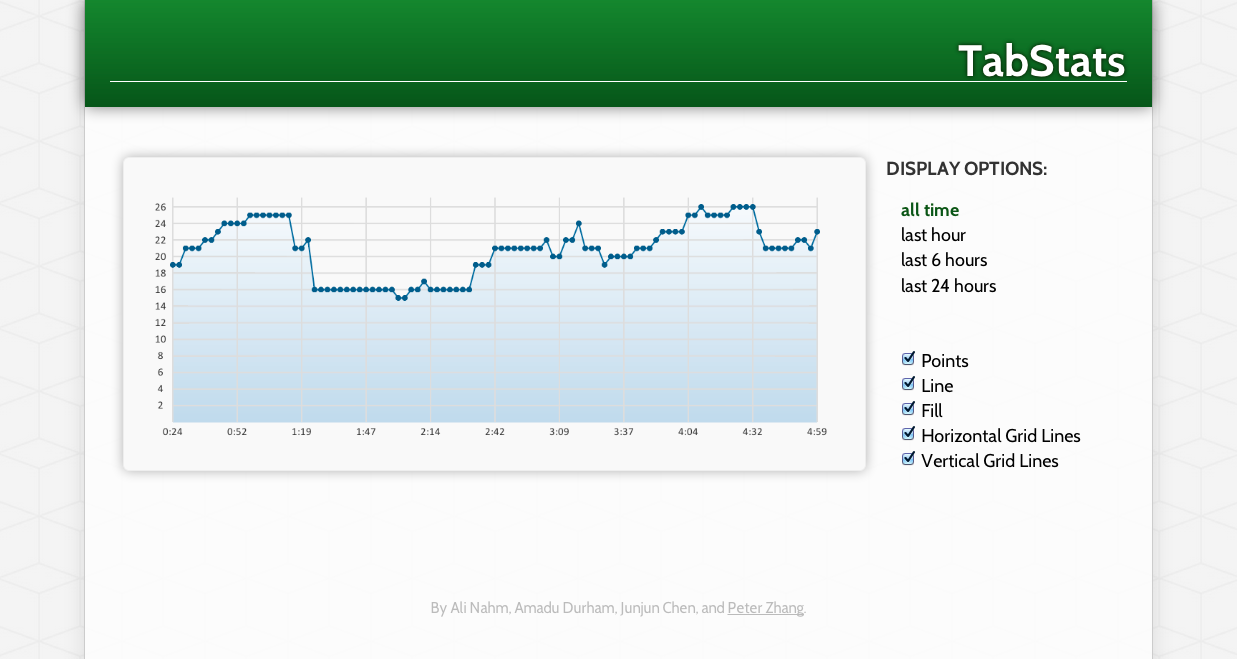 TabStats
DISPLAY OPTIONS:
all time
last hour
last 6 hours
last 24 hours
Points
Line
Fill
Horizontal Grid Lines
Vertical Grid Lines
26
24
22
20
18
16
14
12
10
8
6
4
2
0:24 0:52 1:19 1:47 2:14 2:42 3:09 3:37 4:04 4:32 4:59
By Ali Nahm, Amadu Durham, Junjun Chen, and Peter Zhang.